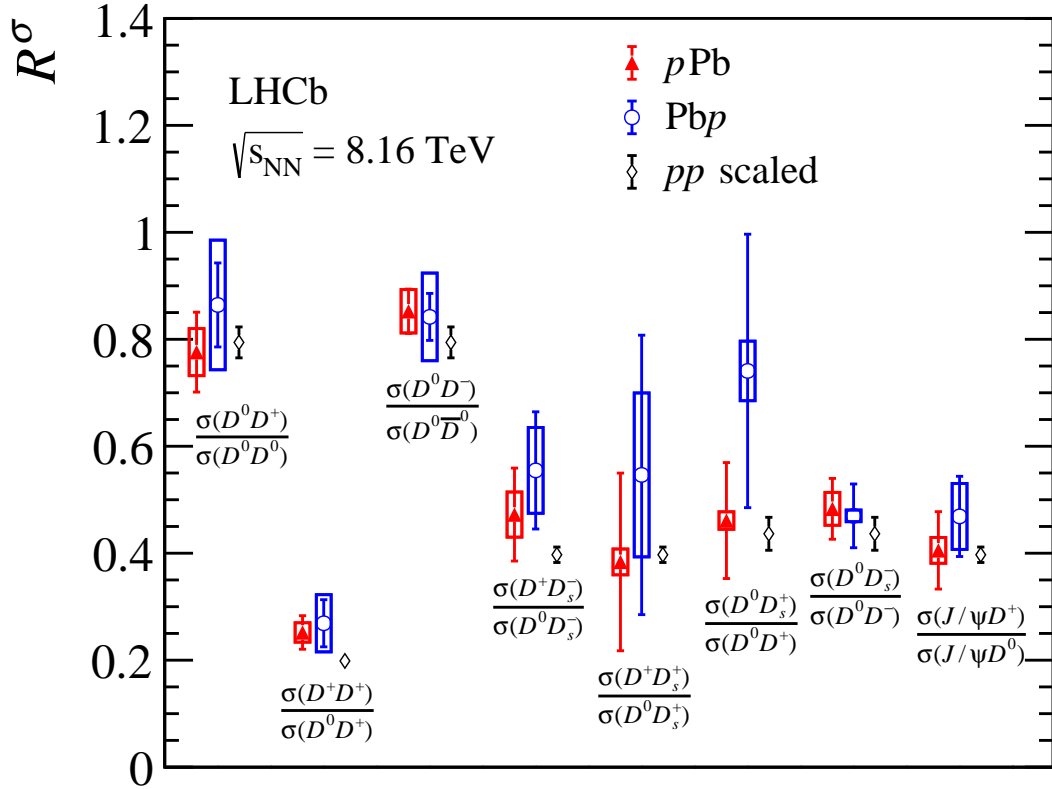 R^σ
1.4
1.2
1
0.8
0.6
0.4
0.2
0
LHCb
√s_NN = 8.16 TeV
pPb
Pbp
pp scaled
σ(D⁰D⁺)
σ(D⁰D⁰)
σ(D⁺D⁺)
σ(D⁰D⁺)
σ(D⁰D⁻)
σ(D⁰D̅⁰)
σ(D⁺D_s⁻)
σ(D⁰D_s⁻)
σ(D⁺D_s⁺)
σ(D⁰D_s⁺)
σ(D⁰D_s⁺)
σ(D⁰D⁺)
σ(D⁰D_s⁻)
σ(D⁰D⁻)
σ(J/ψD⁺)
σ(J/ψD⁰)